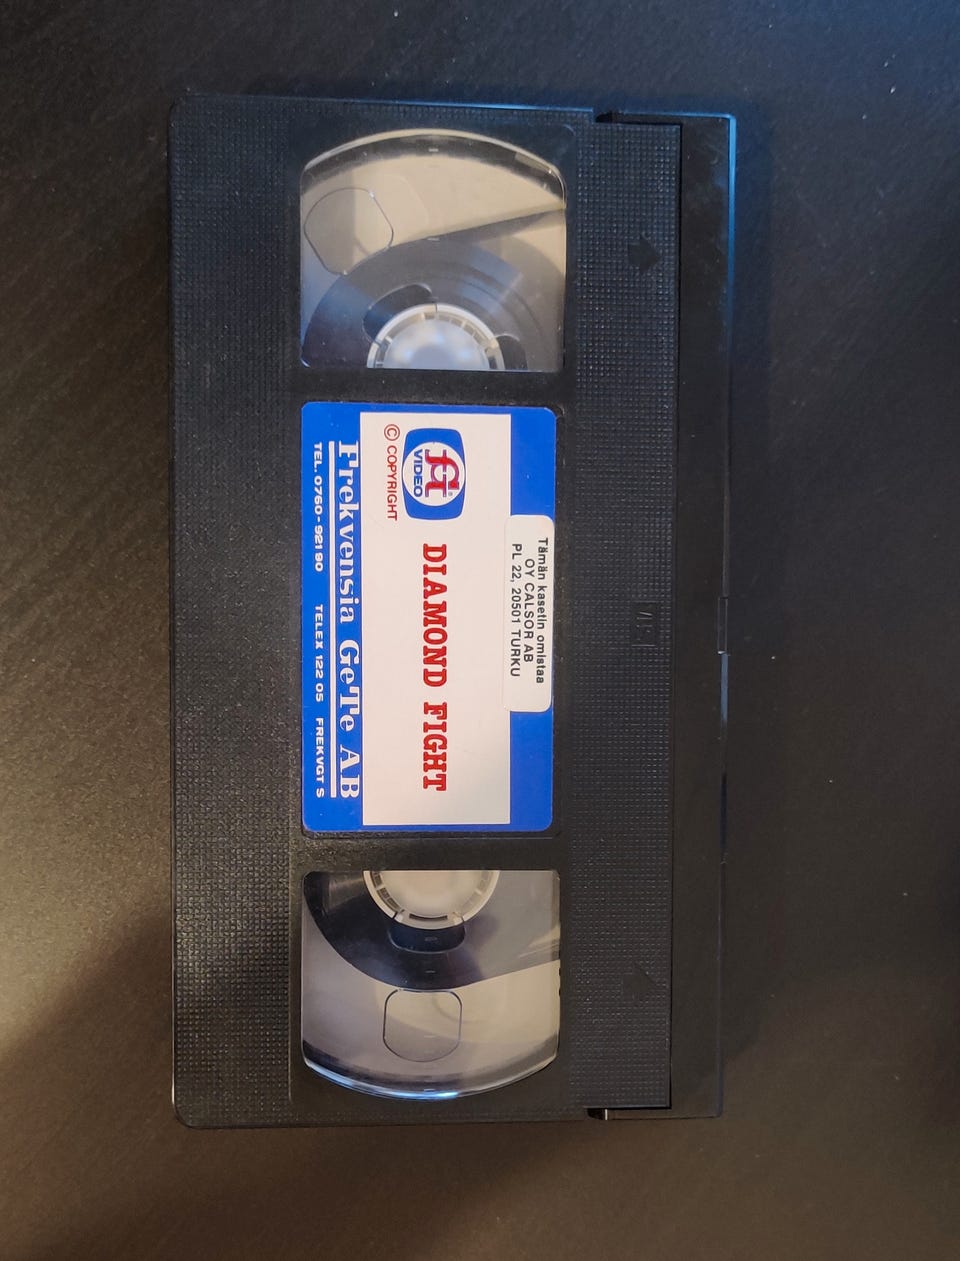 Tämän kasetin omistaa
OY CALSOR AB
PL 22, 20501 TURKU
fgt
VIDEO
®
© COPYRIGHT
DIAMOND FIGHT
Frekvensia GeTe AB
TEL. 0760-92190 TELEX 122 05 FREKVGT S